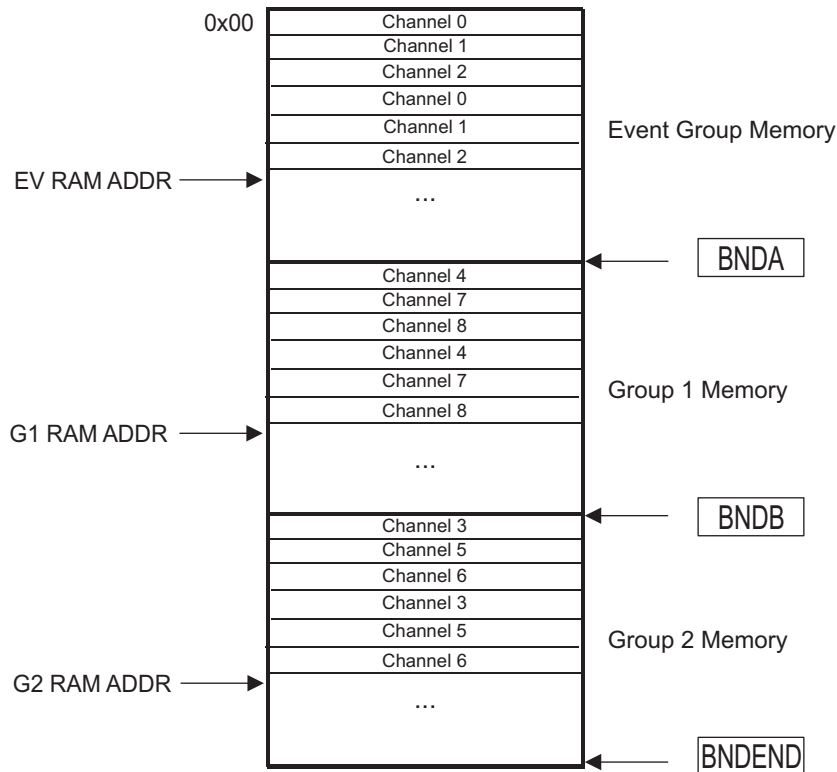 0x00
Channel 0
Channel 1
Channel 2
Channel 0
Channel 1
Channel 2
...
Event Group Memory
EV RAM ADDR
BNDA
Channel 4
Channel 7
Channel 8
Channel 4
Channel 7
Channel 8
...
Group 1 Memory
G1 RAM ADDR
BNDB
Channel 3
Channel 5
Channel 6
Channel 3
Channel 5
Channel 6
...
Group 2 Memory
G2 RAM ADDR
BNDEND